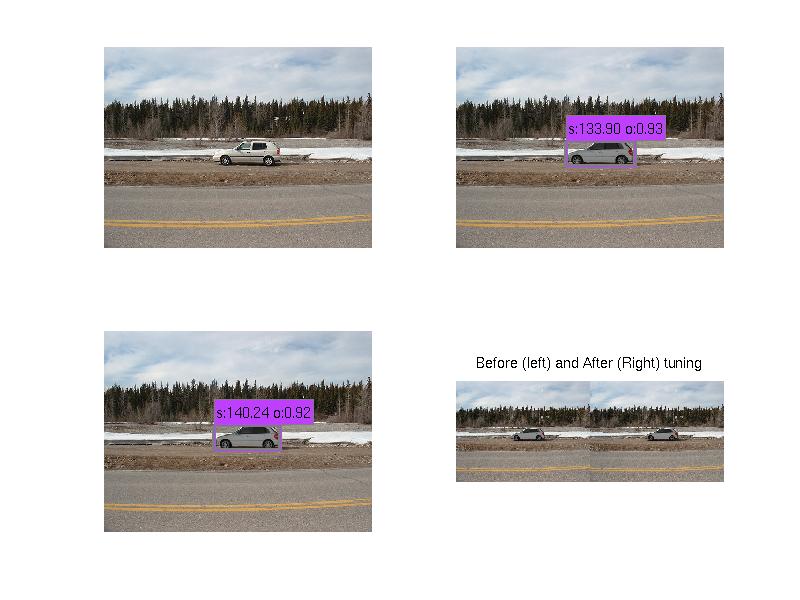 s:133.90 o:0.93
s:140.24 o:0.92
Before (left) and After (Right) tuning